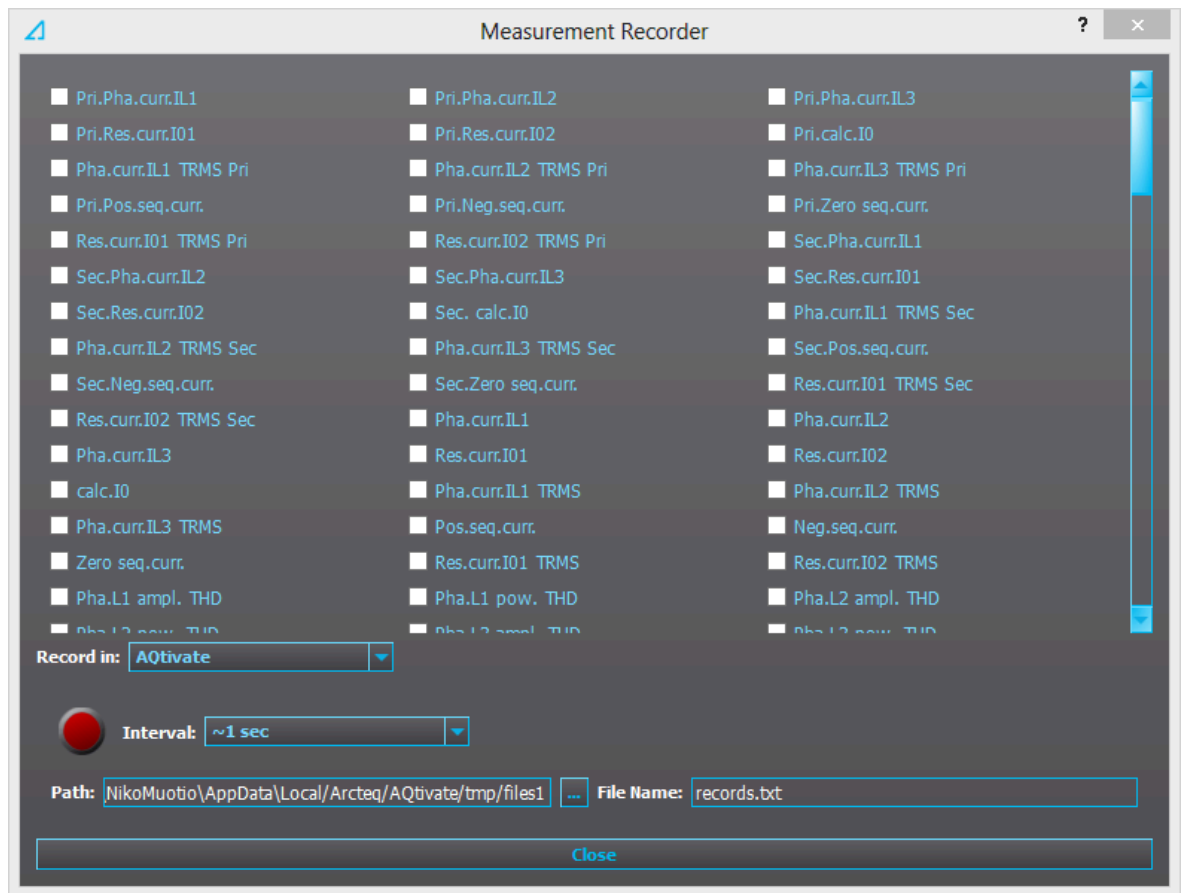 Measurement Recorder ?
Pri.Pha.curr.IL1 Pri.Pha.curr.IL2 Pri.Pha.curr.IL3
Pri.Res.curr.I01 Pri.Res.curr.I02 Pri.calc.I0
Pha.curr.IL1 TRMS Pri Pha.curr.IL2 TRMS Pri Pha.curr.IL3 TRMS Pri
Pri.Pos.seq.curr. Pri.Neg.seq.curr. Pri.Zero seq.curr.
Res.curr.I01 TRMS Pri Res.curr.I02 TRMS Pri Sec.Pha.curr.IL1
Sec.Pha.curr.IL2 Sec.Pha.curr.IL3 Sec.Res.curr.I01
Sec.Res.curr.I02 Sec. calc.I0 Pha.curr.IL1 TRMS Sec
Pha.curr.IL2 TRMS Sec Pha.curr.IL3 TRMS Sec Sec.Pos.seq.curr.
Sec.Neg.seq.curr. Sec.Zero seq.curr. Res.curr.I01 TRMS Sec
Res.curr.I02 TRMS Sec Pha.curr.IL1 Pha.curr.IL2
Pha.curr.IL3 Res.curr.I01 Res.curr.I02
calc.I0 Pha.curr.IL1 TRMS Pha.curr.IL2 TRMS
Pha.curr.IL3 TRMS Pos.seq.curr. Neg.seq.curr.
Zero seq.curr. Res.curr.I01 TRMS Res.curr.I02 TRMS
Pha.L1 ampl. THD Pha.L1 pow. THD Pha.L2 ampl. THD
Record in: AQtivate
Interval: ~1 sec
Path: NikoMuotio\AppData\Local/Arcteq/AQtivate/tmp/files1 ... File Name: records.txt
Close